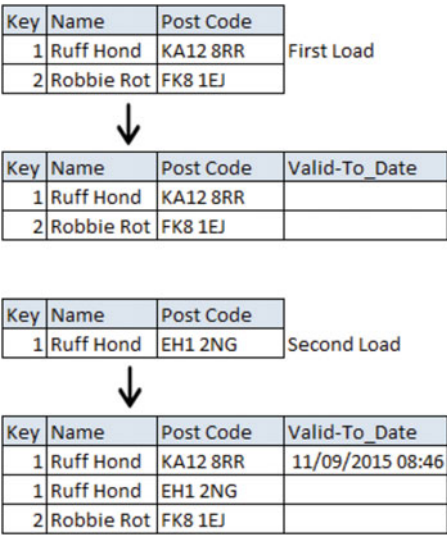 Key Name Post Code
1 Ruff Hond KA12 8RR First Load
2 Robbie Rot FK8 1EJ
Key Name Post Code Valid-To_Date
1 Ruff Hond KA12 8RR
2 Robbie Rot FK8 1EJ
Key Name Post Code
1 Ruff Hond EH1 2NG Second Load
Key Name Post Code Valid-To_Date
1 Ruff Hond KA12 8RR 11/09/2015 08:46
1 Ruff Hond EH1 2NG
2 Robbie Rot FK8 1EJ